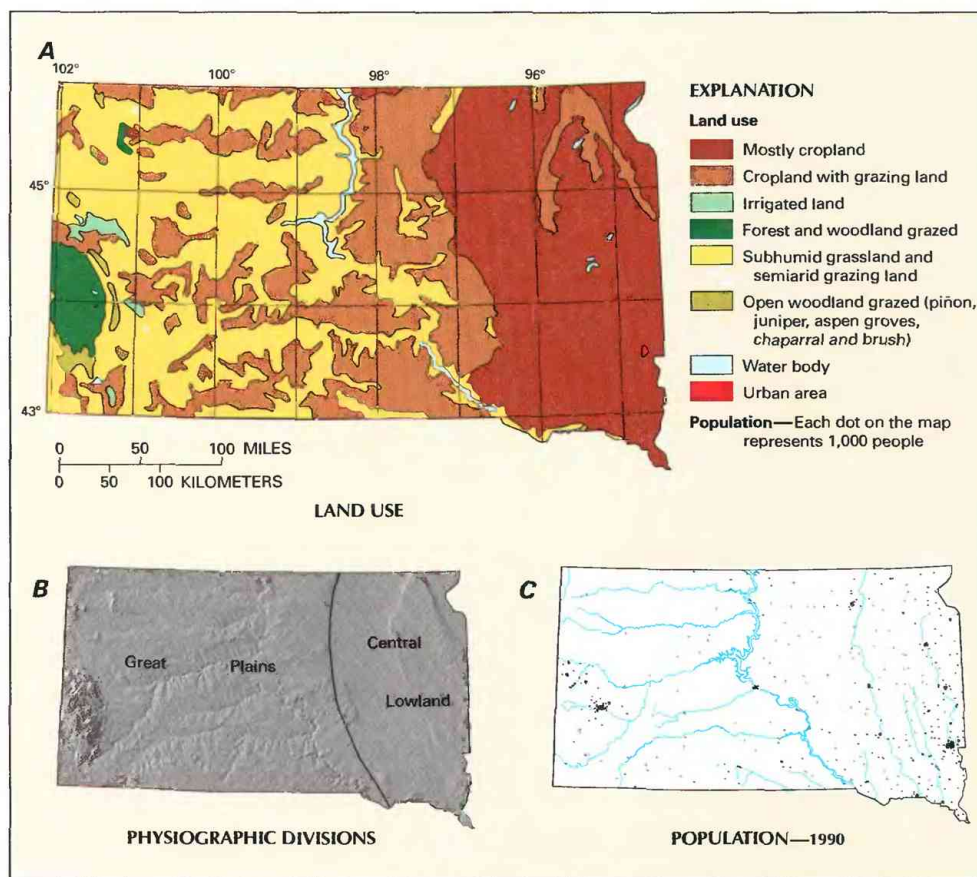 A
102°
100°
98°
96°
45°
43°
0 50 100 MILES
0 50 100 KILOMETERS
LAND USE
EXPLANATION
Land use
Mostly cropland
Cropland with grazing land
Irrigated land
Forest and woodland grazed
Subhumid grassland and
semiarid grazing land
Open woodland grazed (piñon,
juniper, aspen groves,
chaparral and brush)
Water body
Urban area
Population—Each dot on the map
represents 1,000 people
B
Great Plains
Central
Lowland
PHYSIOGRAPHIC DIVISIONS
C
POPULATION—1990